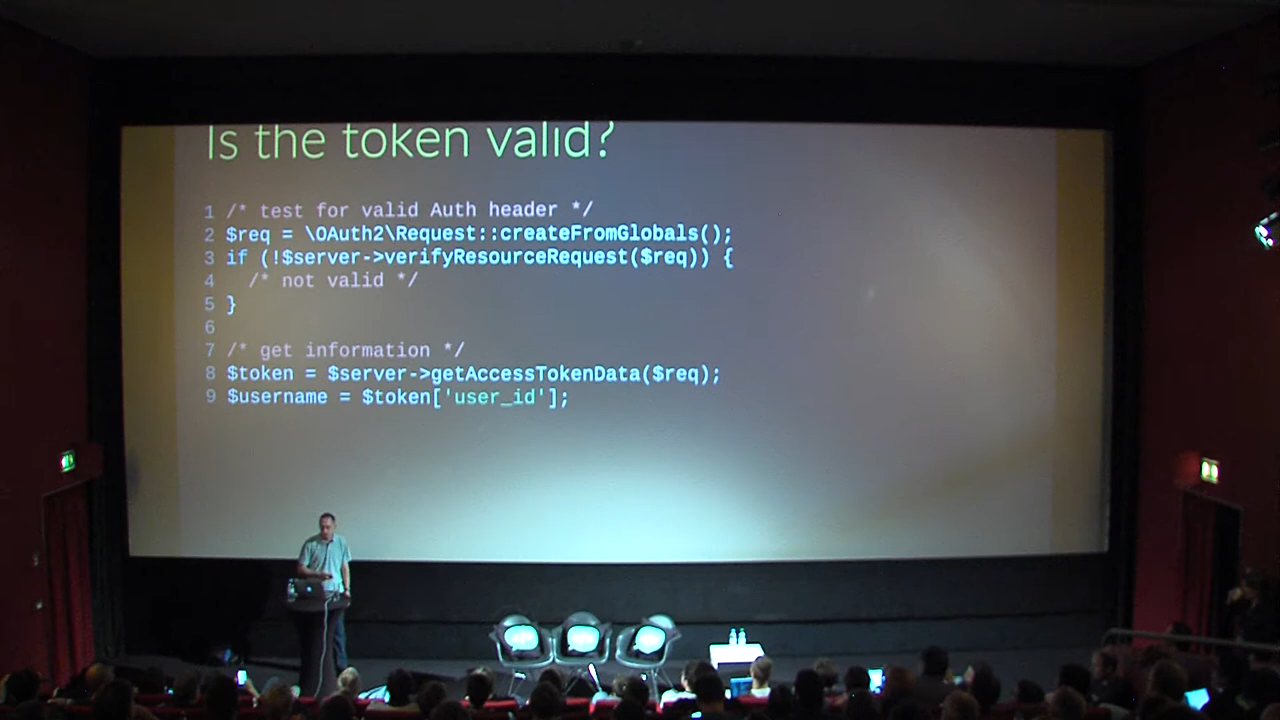 Is the token valid?
1 /* test for valid Auth header */
2 $req = \OAuth2\Request::createFromGlobals();
3 if (!$server->verifyResourceRequest($req)) {
4   /* not valid */
5 }
6
7 /* get information */
8 $token = $server->getAccessTokenData($req);
9 $username = $token['user_id'];